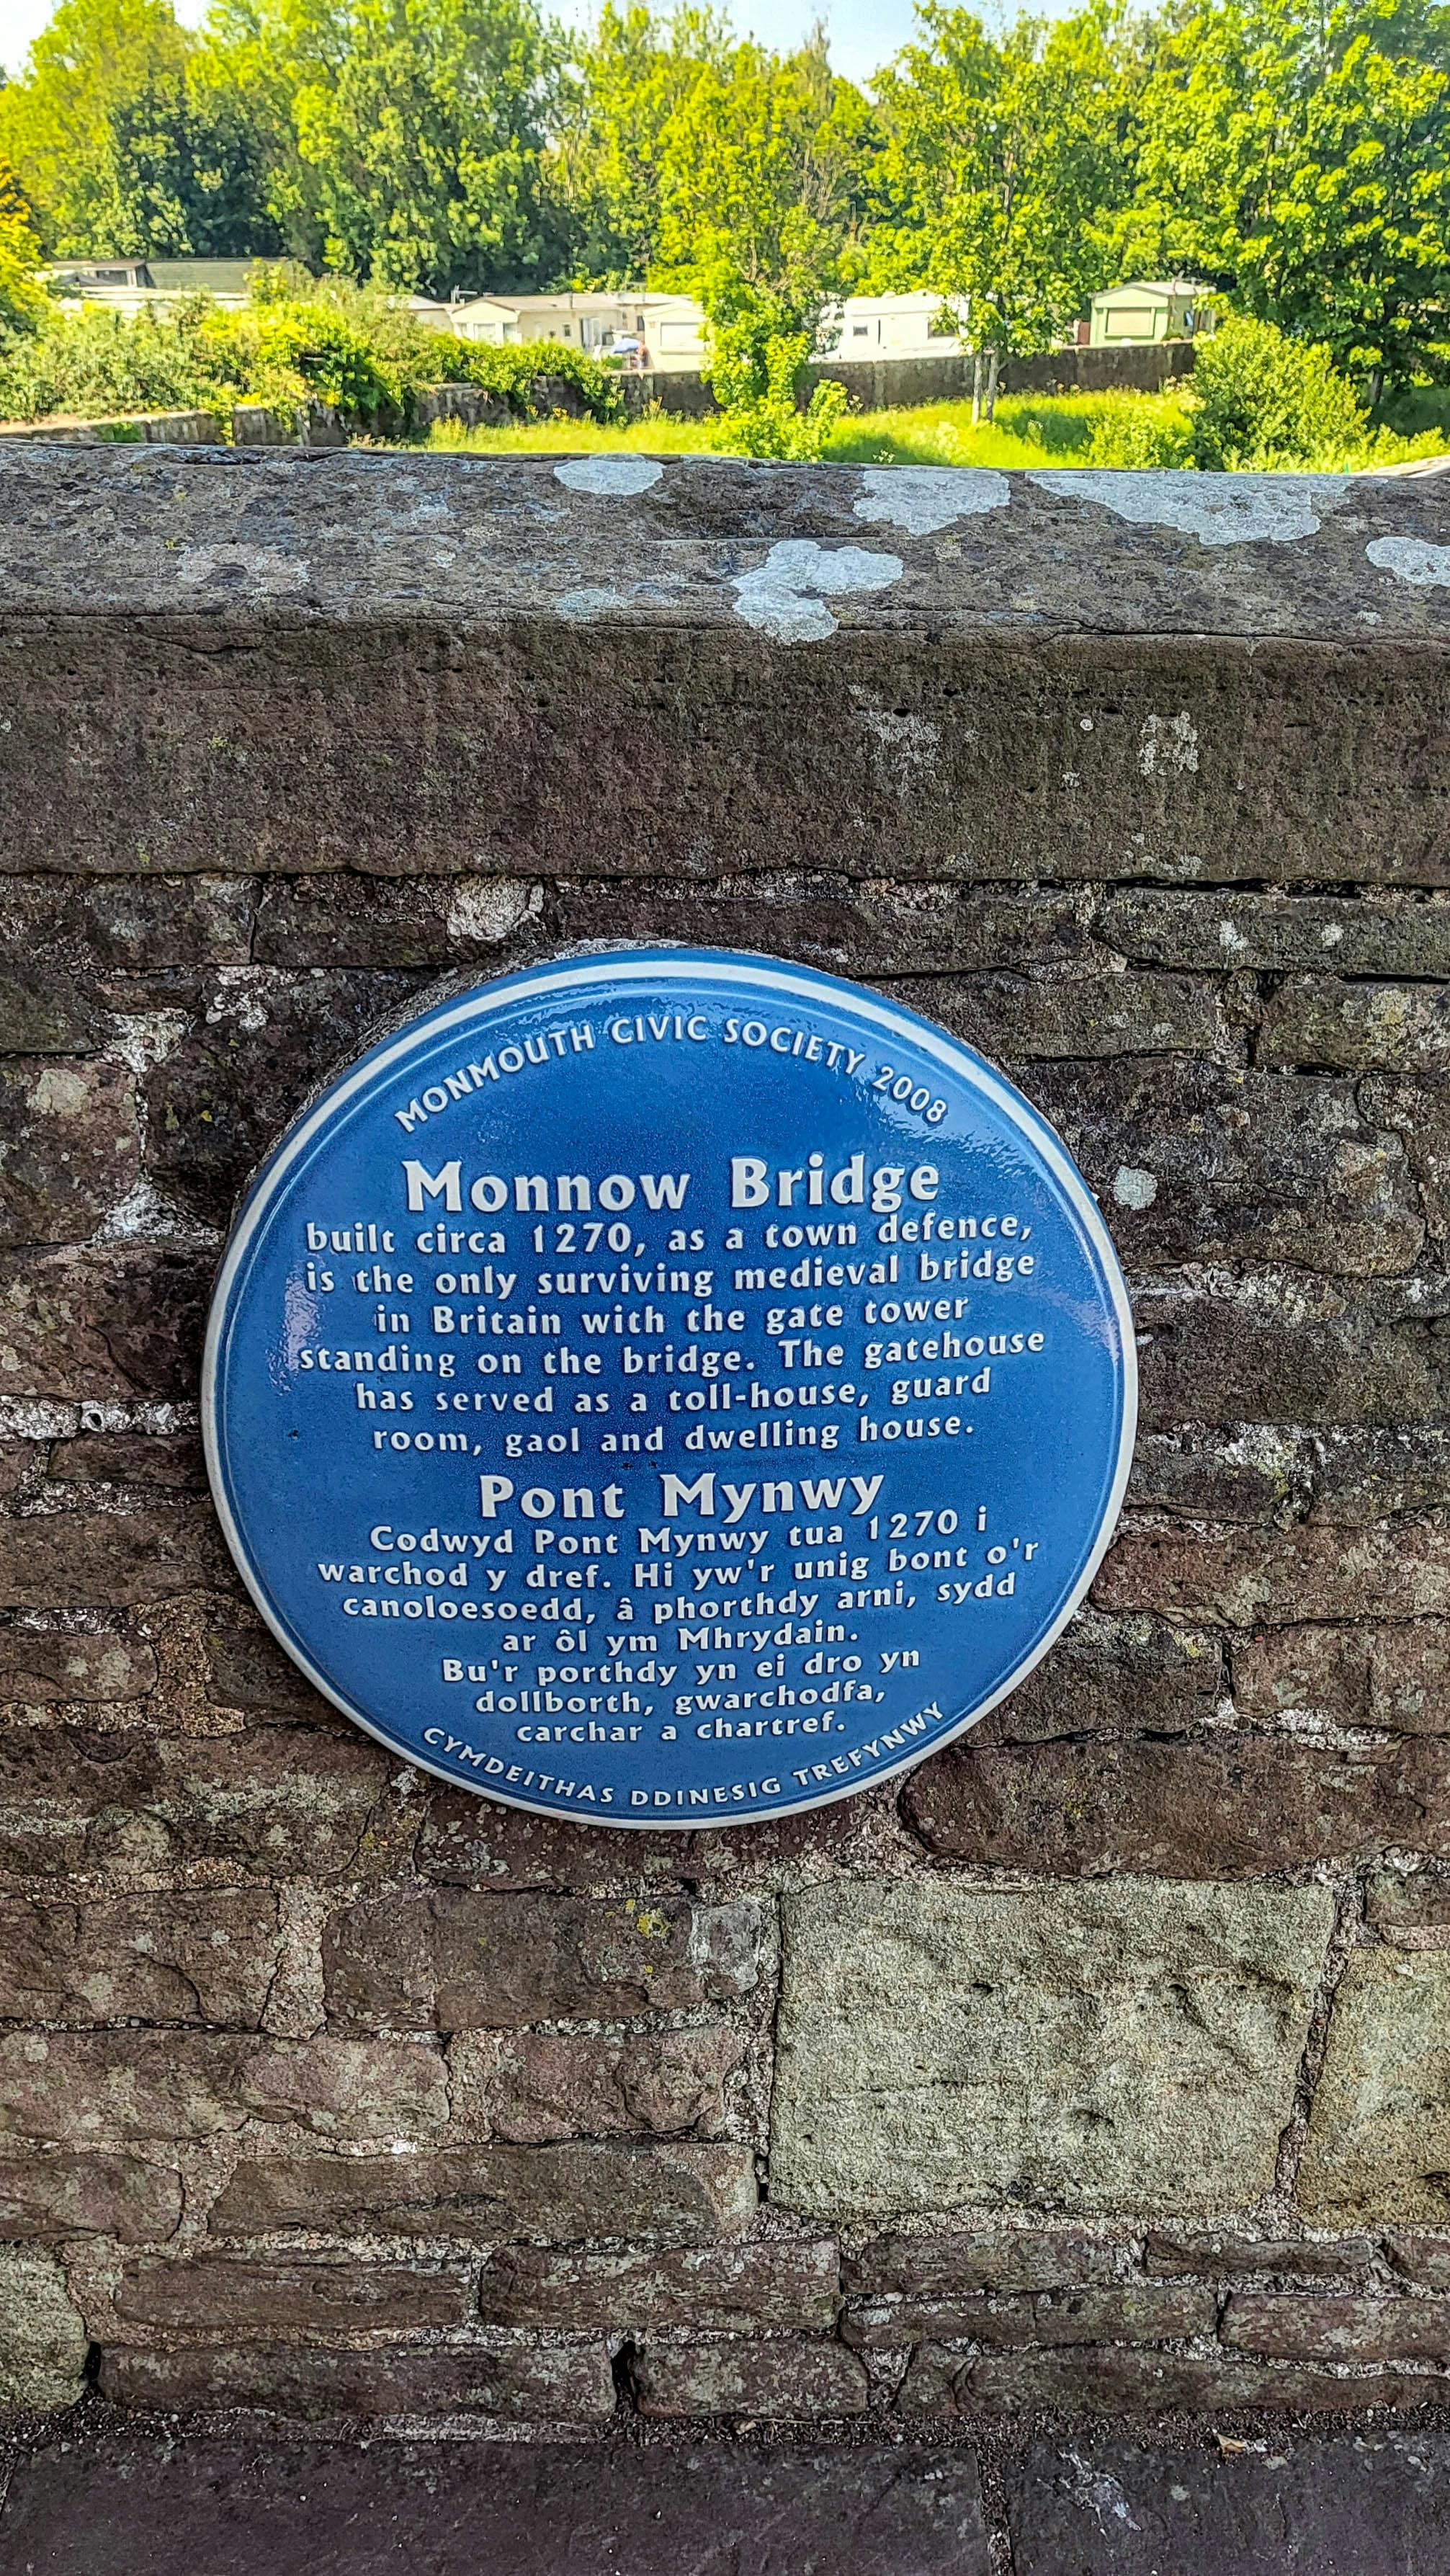 MONMOUTH CIVIC SOCIETY 2008
Monnow Bridge
built circa 1270, as a town defence,
is the only surviving medieval bridge
in Britain with the gate tower
standing on the bridge. The gatehouse
has served as a toll-house, guard
room, gaol and dwelling house.
Pont Mynwy
Codwyd Pont Mynwy tua 1270 i
warchod y dref. Hi yw'r unig bont o'r
canoloesoedd, â phorthdy arni, sydd
ar ôl ym Mhrydain.
Bu'r porthdy yn ei dro yn
dollborth, gwarchodfa,
carchar a chartref.
CYMDEITHAS DDINESIG TREFYNWY